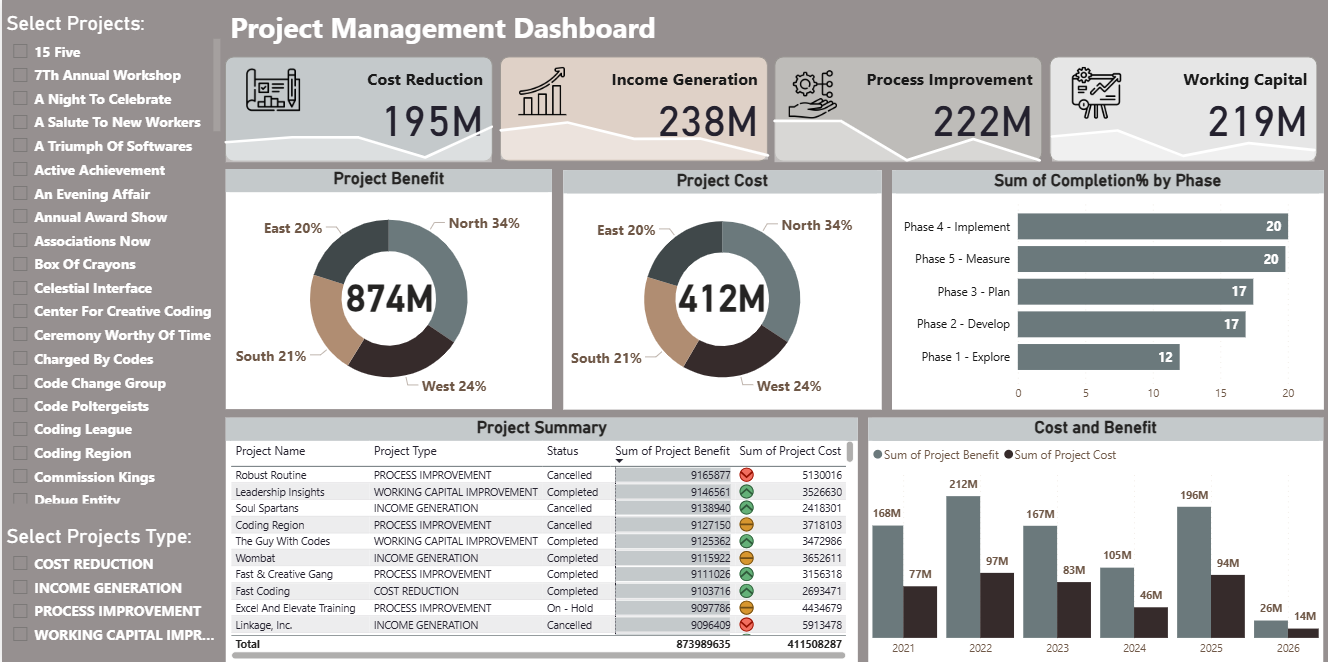 Select Projects:
15 Five
7Th Annual Workshop
A Night To Celebrate
A Salute To New Workers
A Triumph Of Softwares
Active Achievement
An Evening Affair
Annual Award Show
Associations Now
Box Of Crayons
Celestial Interface
Center For Creative Coding
Ceremony Worthy Of Time
Charged By Codes
Code Change Group
Code Poltergeists
Coding League
Coding Region
Commission Kings
Debug Entity
Select Projects Type:
COST REDUCTION
INCOME GENERATION
PROCESS IMPROVEMENT
WORKING CAPITAL IMPR...
Project Management Dashboard
Cost Reduction
195M
Income Generation
238M
Process Improvement
222M
Working Capital
219M
Project Benefit
East 20%
North 34%
874M
South 21%
West 24%
Project Cost
East 20%
North 34%
412M
South 21%
West 24%
Sum of Completion% by Phase
Phase 4 - Implement 20
Phase 5 - Measure 20
Phase 3 - Plan 17
Phase 2 - Develop 17
Phase 1 - Explore 12
0 5 10 15 20
Project Summary
Project Name Project Type Status Sum of Project Benefit Sum of Project Cost
Robust Routine PROCESS IMPROVEMENT Cancelled 9165877 5130016
Leadership Insights WORKING CAPITAL IMPROVEMENT Completed 9146561 3526630
Soul Spartans INCOME GENERATION Cancelled 9138940 2418301
Coding Region PROCESS IMPROVEMENT Cancelled 9127150 3718103
The Guy With Codes WORKING CAPITAL IMPROVEMENT Completed 9125362 3472986
Wombat INCOME GENERATION Completed 9115922 3652611
Fast & Creative Gang PROCESS IMPROVEMENT Completed 9111026 3156318
Fast Coding COST REDUCTION Completed 9103716 2693471
Excel And Elevate Training PROCESS IMPROVEMENT On - Hold 9097786 4434679
Linkage, Inc. INCOME GENERATION Cancelled 9096409 5913478
Total 873989635 411508287
Cost and Benefit
Sum of Project Benefit Sum of Project Cost
168M 77M 212M 97M 167M 83M 105M 46M 196M 94M 26M 14M
2021 2022 2023 2024 2025 2026